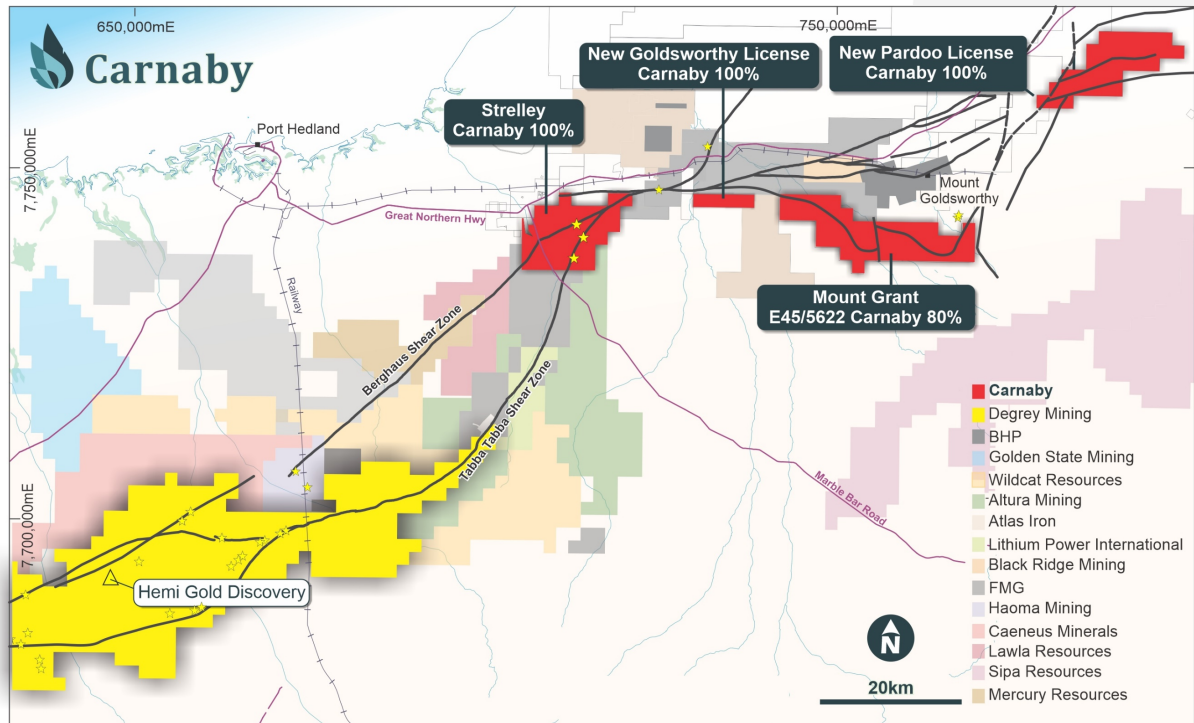 650,000mE
750,000mE
Carnaby
New Goldsworthy License
Carnaby 100%
New Pardoo License
Carnaby 100%
Strelley
Carnaby 100%
Port Hedland
7,750,000mE
Mount
Goldsworthy
Great Northern Hwy
Railway
Mount Grant
E45/5622 Carnaby 80%
Berghaus Shear Zone
Tabba Tabba Shear Zone
Marble Bar Road
7,700,000mE
Hemi Gold Discovery
Carnaby
Degrey Mining
BHP
Golden State Mining
Wildcat Resources
Altura Mining
Atlas Iron
Lithium Power International
Black Ridge Mining
FMG
Haoma Mining
Caeneus Minerals
Lawla Resources
Sipa Resources
Mercury Resources
N
20km